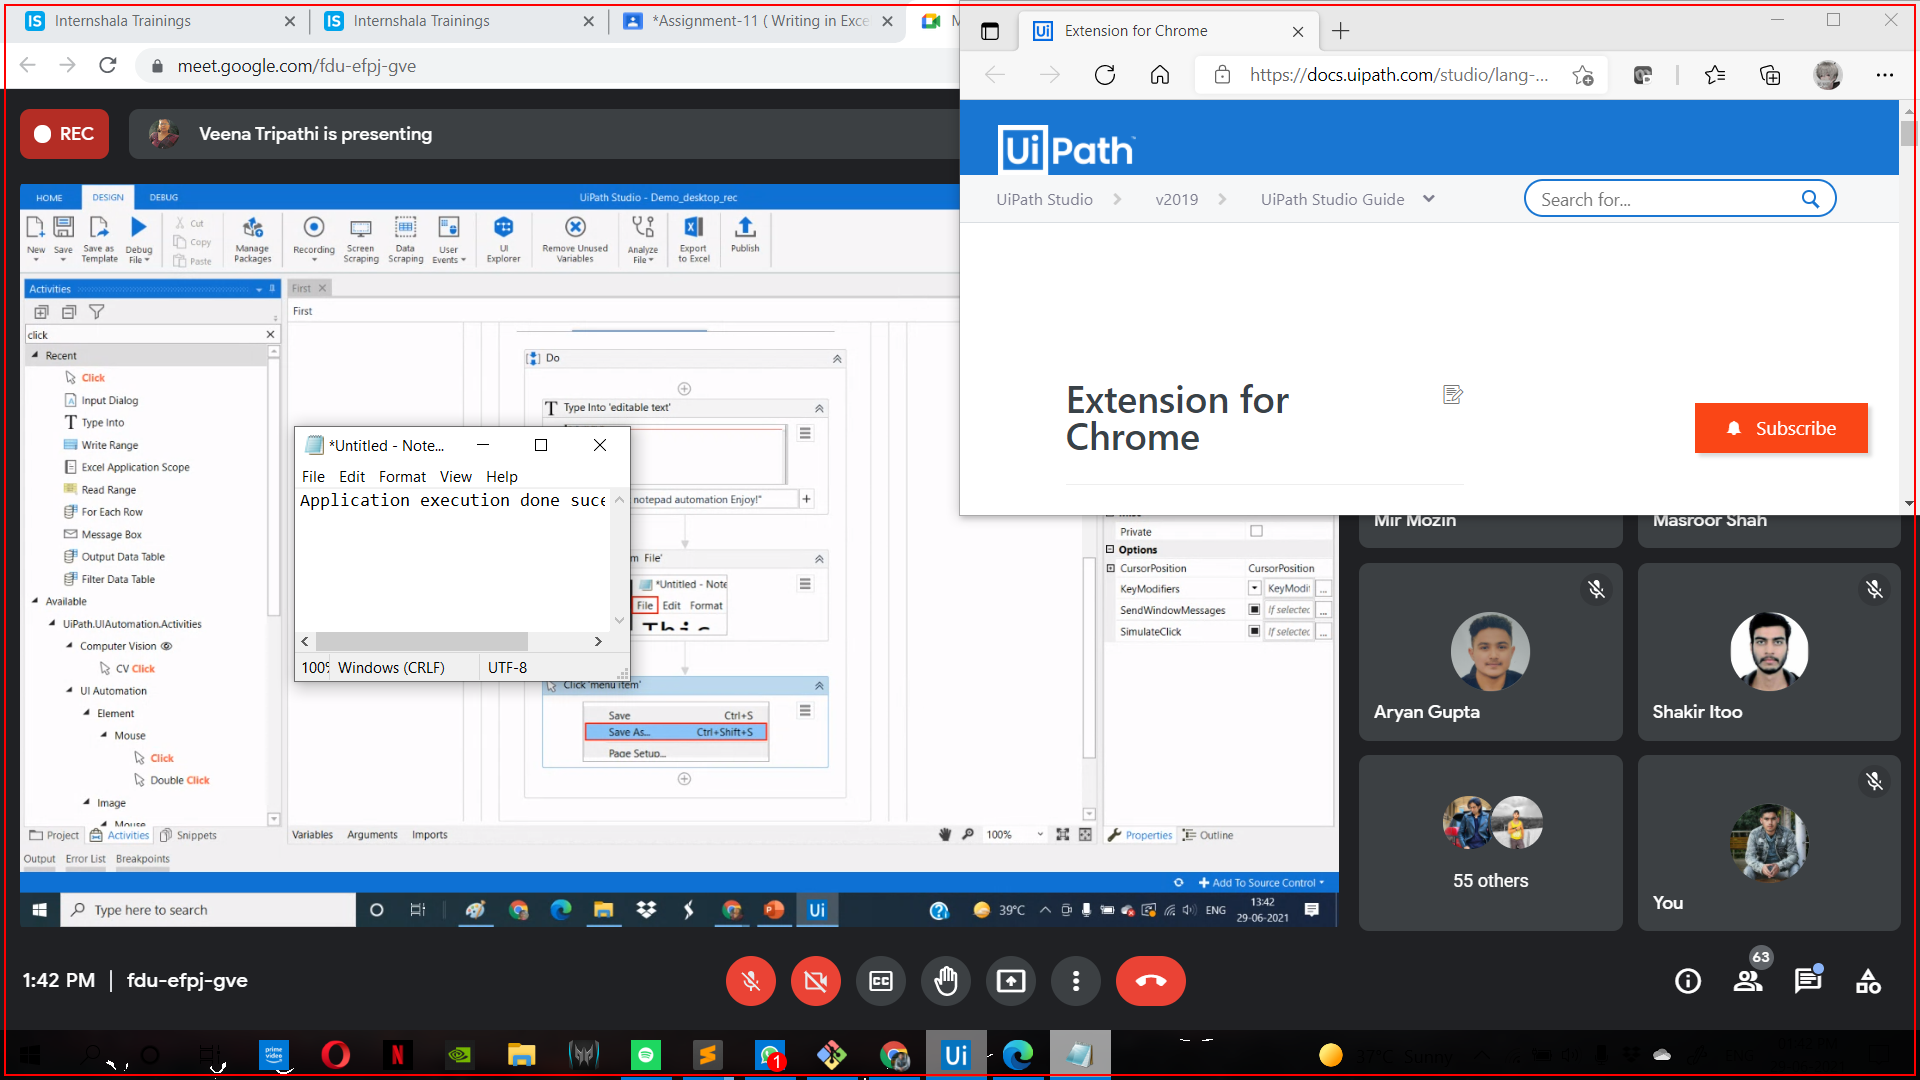 Internshala Trainings
Internshala Trainings
*Assignment-11 ( Writing in Exce
meet.google.com/fdu-efpj-gve
Extension for Chrome
https://docs.uipath.com/studio/lang-...
REC
Veena Tripathi is presenting
UiPath
UiPath Studio
v2019
UiPath Studio Guide
Search for...
Extension for
Chrome
Subscribe
HOME
DESIGN
DEBUG
UiPath Studio - Demo_desktop_rec
New
Save
Save as
Template
Debug
File
Cut
Copy
Paste
Manage
Packages
Recording
Screen
Scraping
Data
Scraping
User
Events
UI
Explorer
Remove Unused
Variables
Analyze
File
Export
to Excel
Publish
Activities
click
Recent
Click
Input Dialog
Type Into
Write Range
Excel Application Scope
Read Range
For Each Row
Message Box
Output Data Table
Filter Data Table
Available
UiPath.UIAutomation.Activities
Computer Vision
CV Click
UI Automation
Element
Mouse
Click
Double Click
Image
Mouse
Project
Activities
Snippets
Output
Error List
Breakpoints
First
First
Do
Type Into 'editable text'
notepad automation Enjoy!"
m File'
*Untitled - Note
File Edit Format
This
Click 'menu item'
Save Ctrl+S
Save As... Ctrl+Shift+S
Page Setup...
Variables
Arguments
Imports
100%
*Untitled - Note...
File Edit Format View Help
Application execution done suce
100%
Windows (CRLF)
UTF-8
Private
Options
CursorPosition CursorPosition
KeyModifiers KeyModif ...
SendWindowMessages If selected ...
SimulateClick If selected ...
Properties
Outline
Add To Source Control
Type here to search
Ui
39°C
ENG
13:42
29-06-2021
Mir Mozin
Masroor Shah
Aryan Gupta
Shakir Itoo
55 others
You
1:42 PM | fdu-efpj-gve
CC
63
prime video
N
1
Ui
37°C Sunny